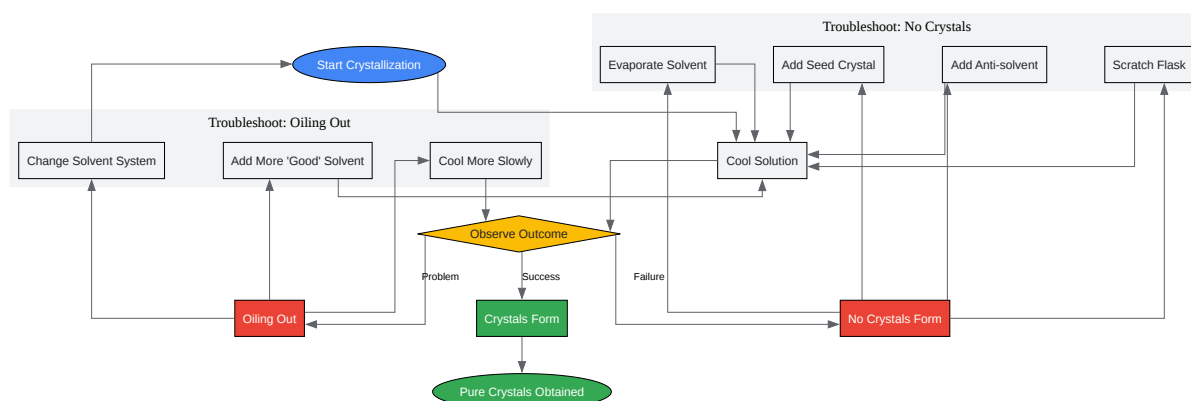 Troubleshoot: No Crystals
Start Crystallization
Evaporate Solvent
Add Seed Crystal
Add Anti-solvent
Scratch Flask
Troubleshoot: Oiling Out
Change Solvent System
Add More 'Good' Solvent
Cool More Slowly
Cool Solution
Observe Outcome
Problem
Success
Failure
Oiling Out
Crystals Form
No Crystals Form
Pure Crystals Obtained